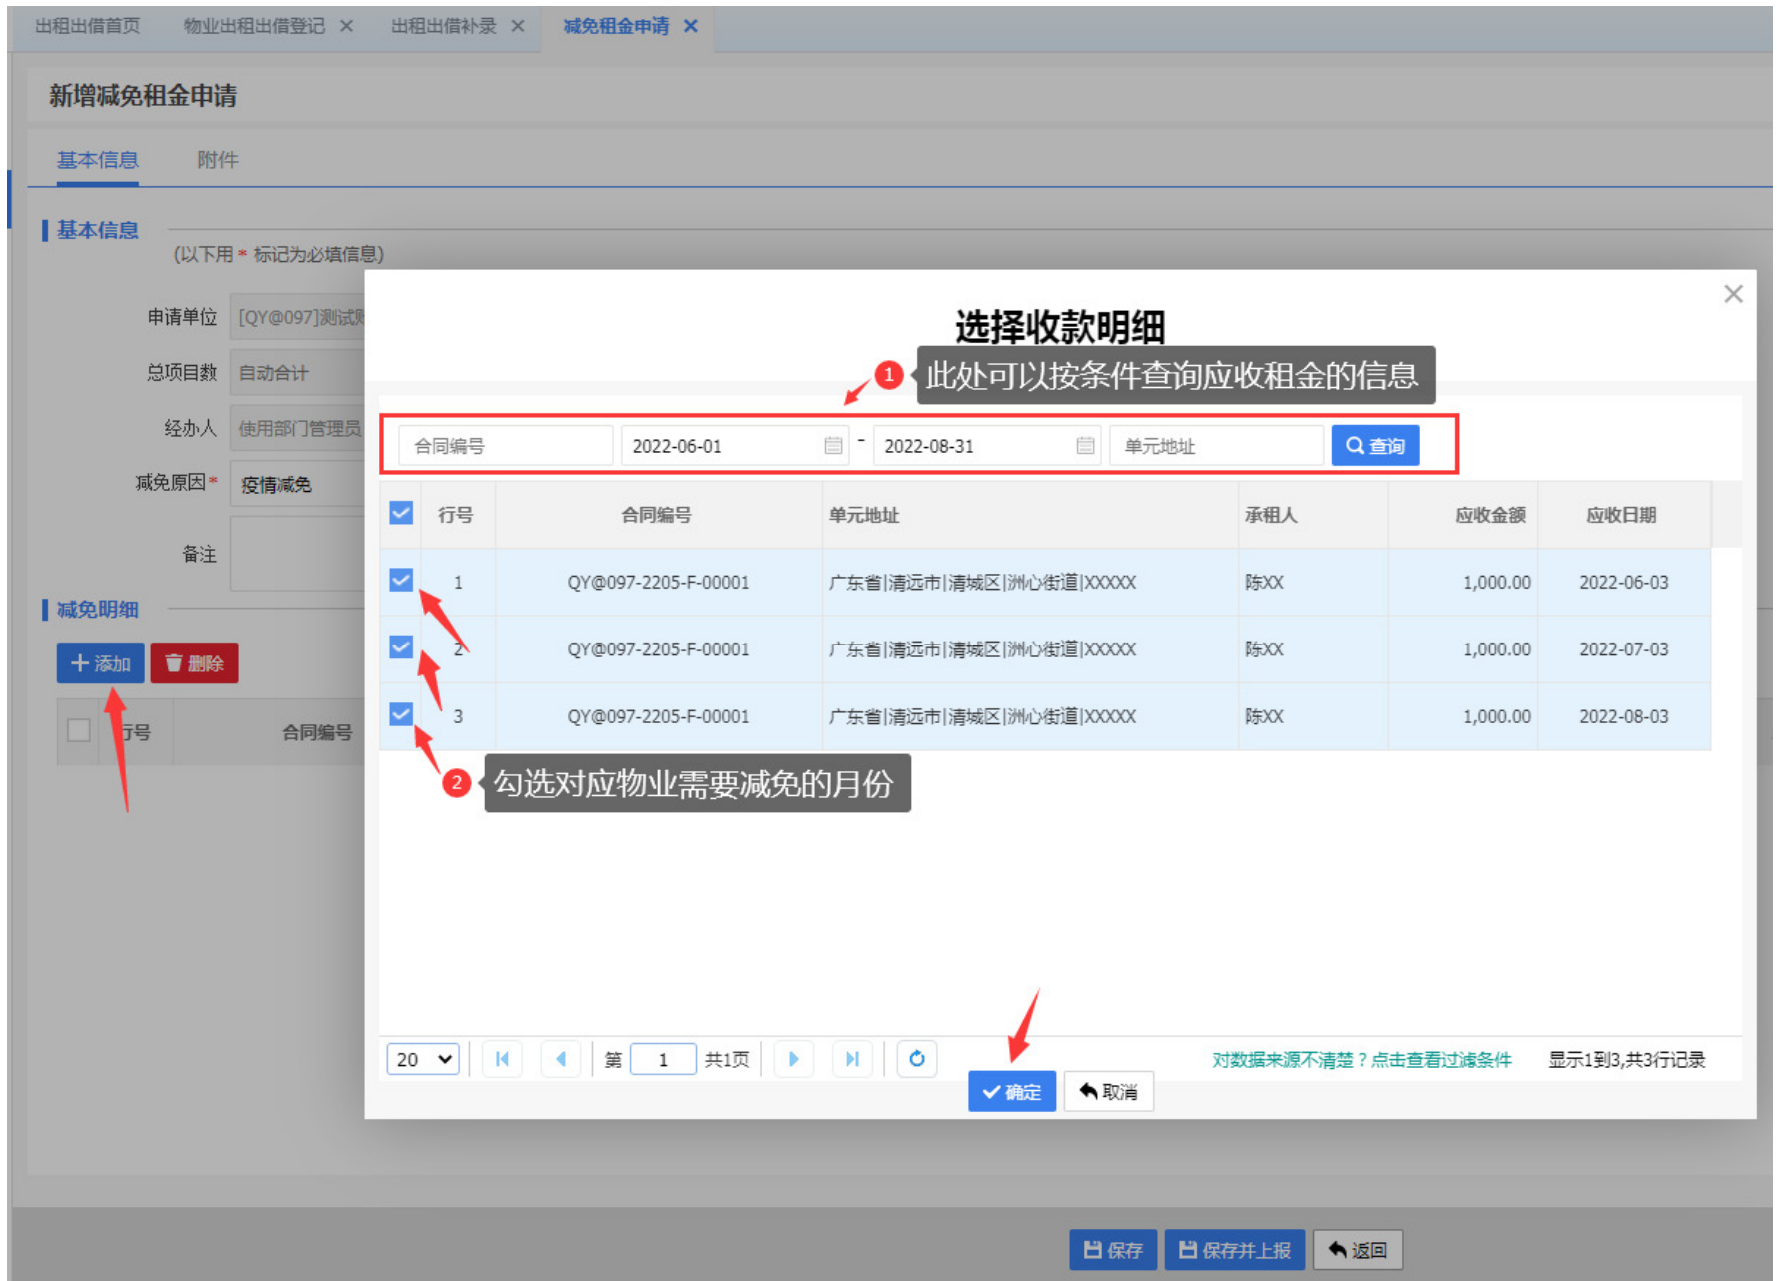 出租出借首页 物业出租出借登记 × 出租出借补录 × 减免租金申请 ×
新增减免租金申请
基本信息 附件
基本信息
(以下用 * 标记为必填信息)
申请单位 [QY@097]测试
总项目数 自动合计
经办人 使用部门管理员
减免原因* 疫情减免
备注
减免明细
添加 删除
行号 合同编号
选择收款明细
1 此处可以按条件查询应收租金的信息
合同编号 2022-06-01 - 2022-08-31 单元地址 查询
行号 合同编号 单元地址 承租人 应收金额 应收日期
1 QY@097-2205-F-00001 广东省|清远市|清城区|洲心街道|XXXXX 陈XX 1,000.00 2022-06-03
2 QY@097-2205-F-00001 广东省|清远市|清城区|洲心街道|XXXXX 陈XX 1,000.00 2022-07-03
3 QY@097-2205-F-00001 广东省|清远市|清城区|洲心街道|XXXXX 陈XX 1,000.00 2022-08-03
2 勾选对应物业需要减免的月份
20 第 1 共1页 对数据来源不清楚？点击查看过滤条件 显示1到3,共3行记录
确定 取消
保存 保存并上报 返回